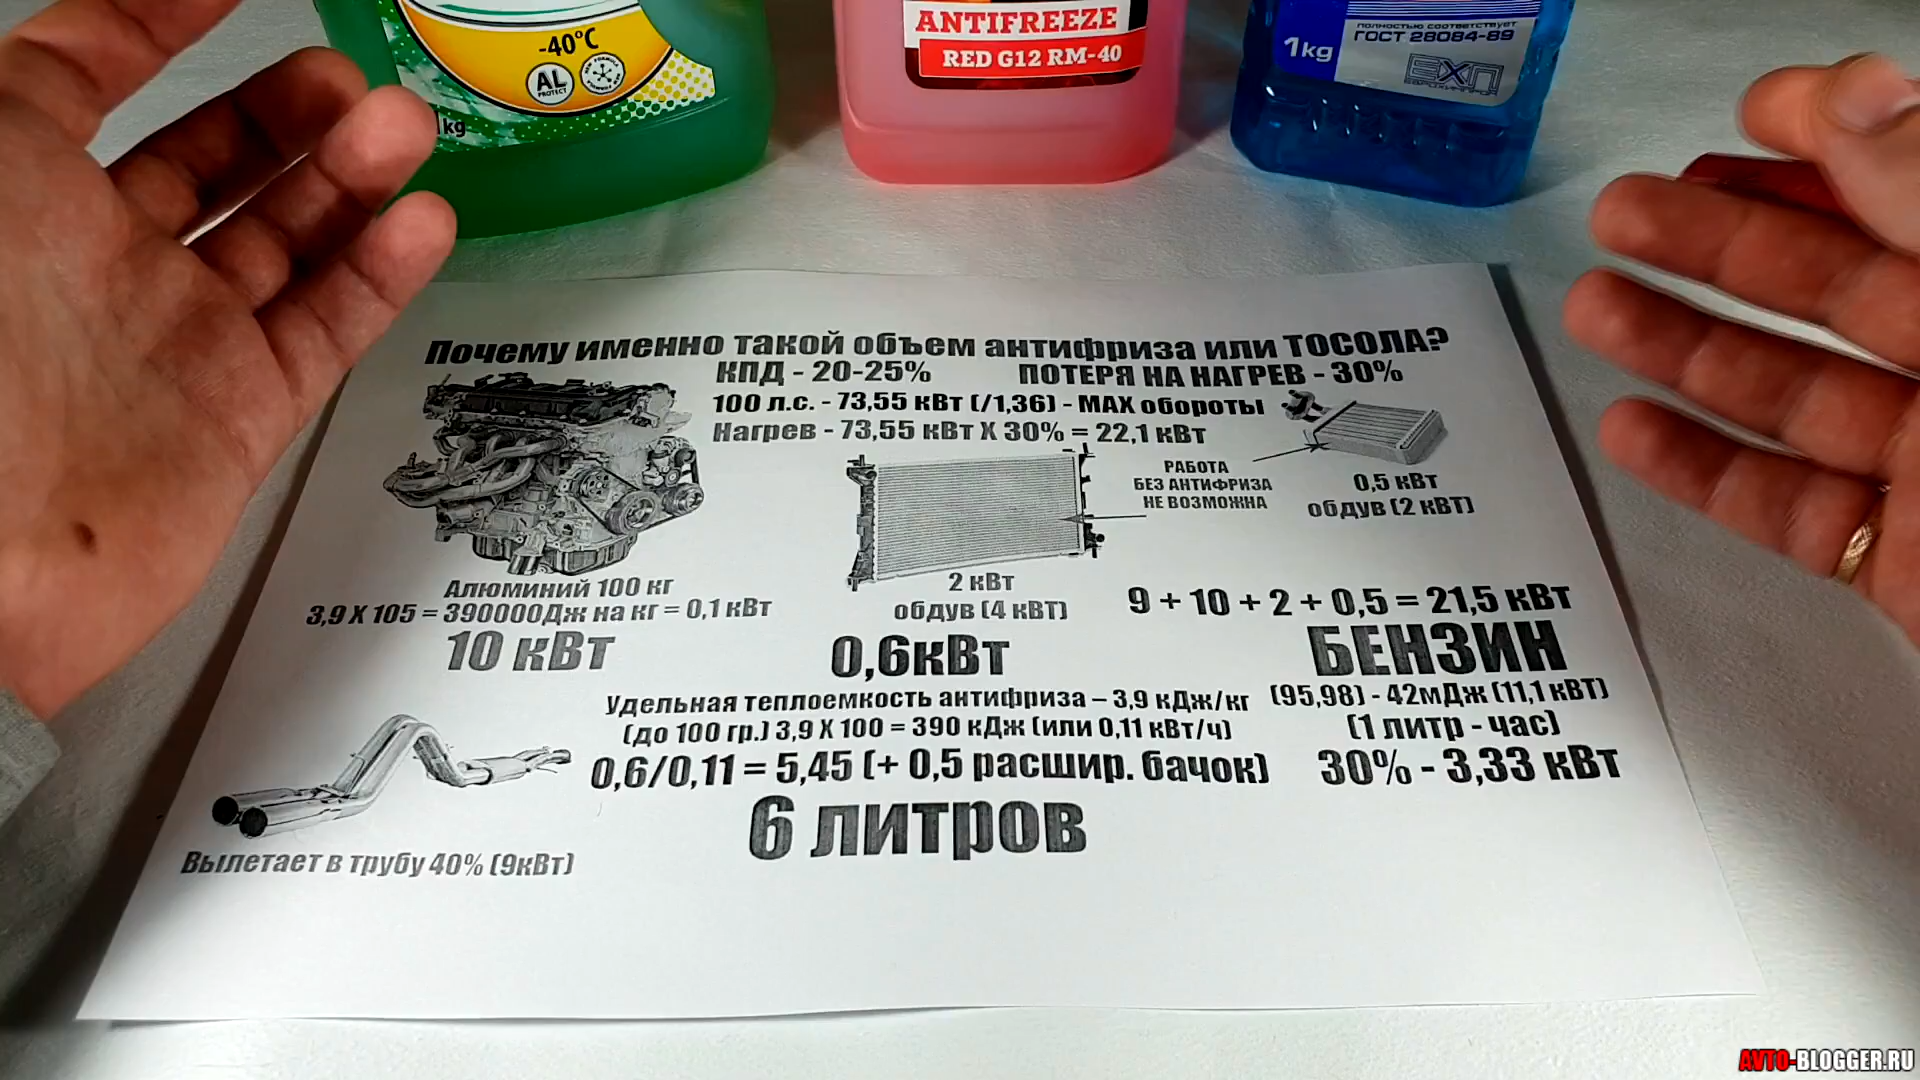 -40°C
AL
PROTECT
1kg
ANTIFREEZE
RED G12 RM-40
полностью соответствует
ГОСТ 28084-89
1kg
Почему именно такой объем антифриза или ТОСОЛА?
КПД - 20-25% ПОТЕРЯ НА НАГРЕВ - 30%
100 л.с. - 73,55 кВт (/1,36) - MAX обороты
Нагрев - 73,55 кВт X 30% = 22,1 кВт
РАБОТА
БЕЗ АНТИФРИЗА
НЕ ВОЗМОЖНА
0,5 кВт
обдув (2 кВТ)
Алюминий 100 кг
3,9 X 105 = 390000Дж на кг = 0,1 кВт
10 кВт
2 кВт
обдув (4 кВТ)
0,6кВт
9 + 10 + 2 + 0,5 = 21,5 кВт
БЕНЗИН
(95,98) - 42мДж (11,1 кВТ)
(1 литр - час)
30% - 3,33 кВт
Удельная теплоемкость антифриза – 3,9 кДж/кг
(до 100 гр.) 3,9 X 100 = 390 кДж (или 0,11 кВт/ч)
0,6/0,11 = 5,45 (+ 0,5 расшир. бачок)
6 литров
Вылетает в трубу 40% (9кВт)
AVTO-BLOGGER.RU